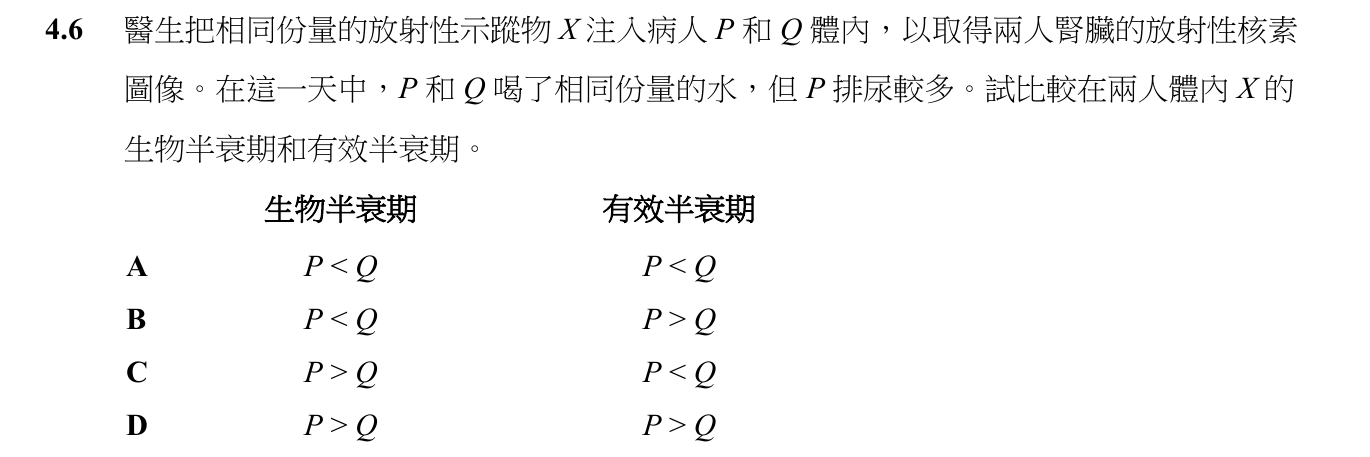 4.6 醫生把相同份量的放射性示蹤物 X 注入病人 P 和 Q 體內，以取得兩人腎臟的放射性核素
圖像。在這一天中，P 和 Q 喝了相同份量的水，但 P 排尿較多。試比較在兩人體內 X 的
生物半衰期和有效半衰期。
生物半衰期 有效半衰期
A P < Q P < Q
B P < Q P > Q
C P > Q P < Q
D P > Q P > Q